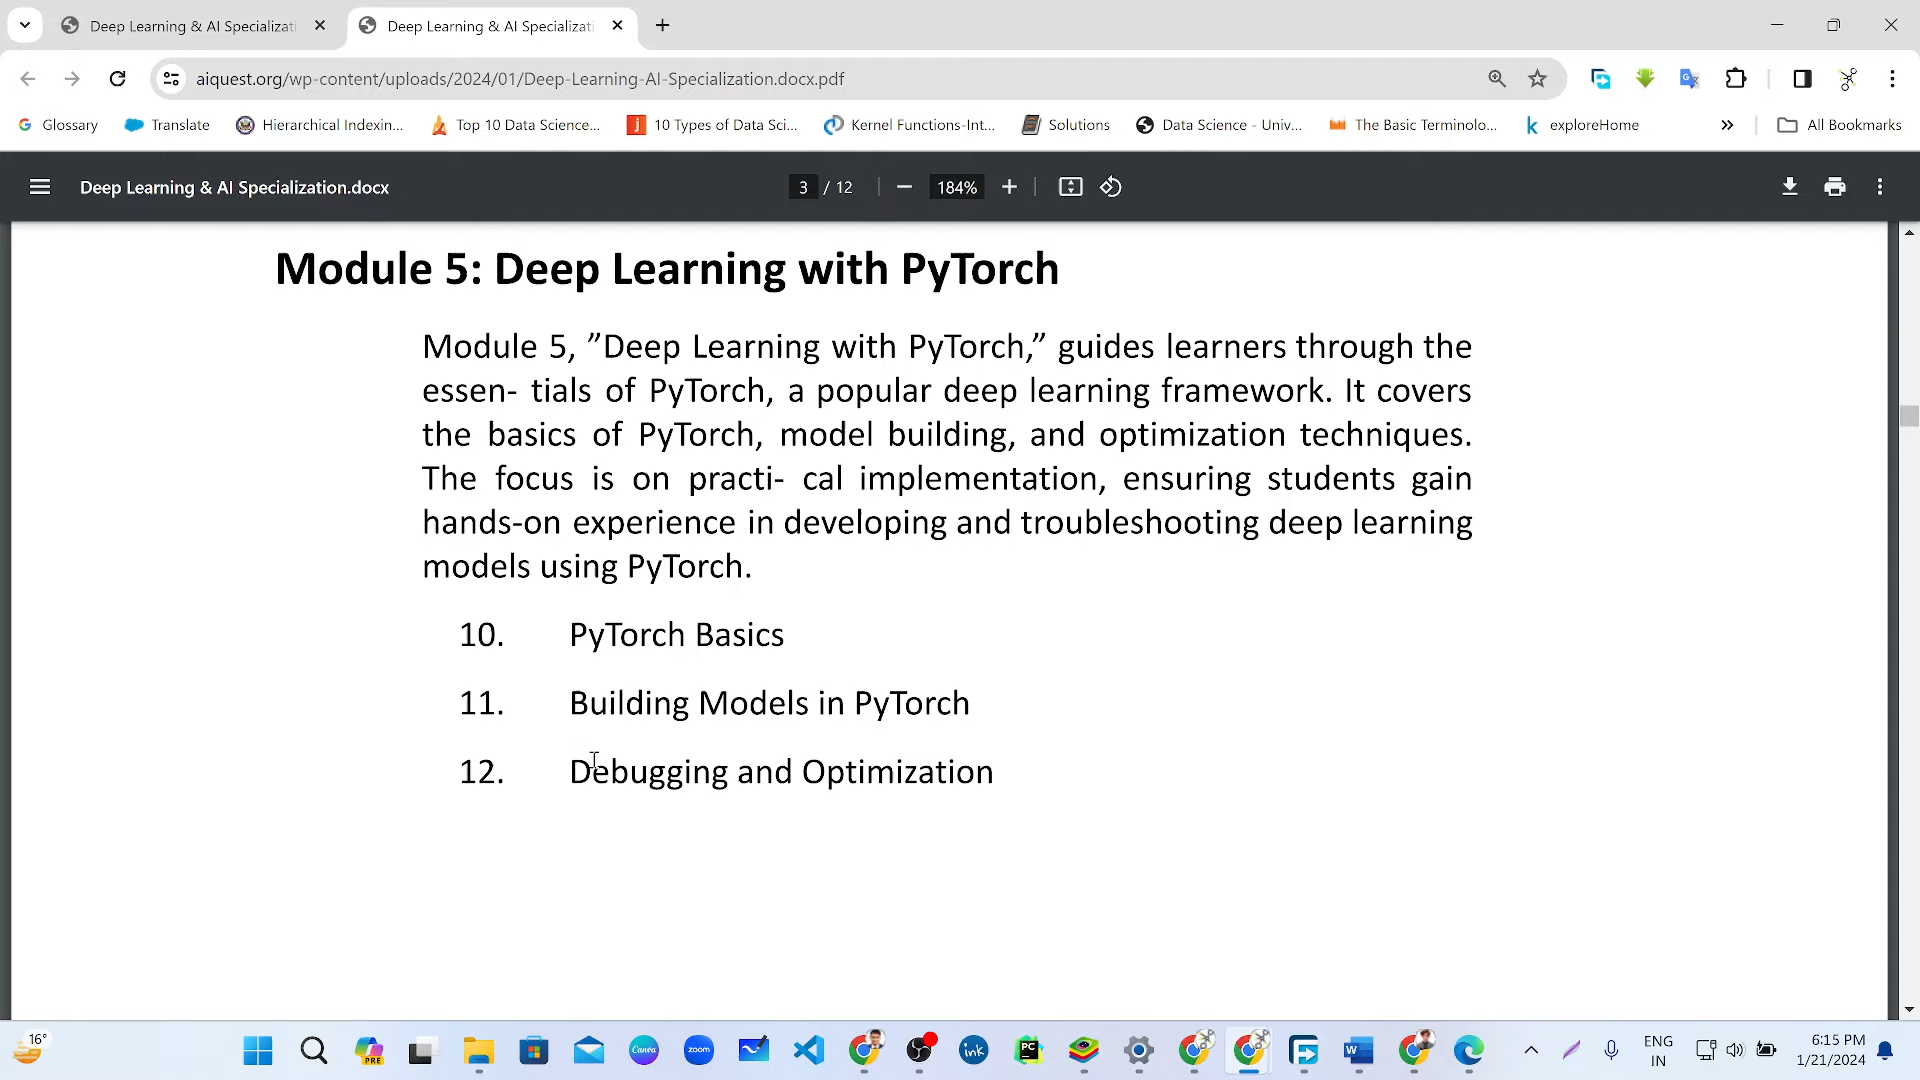 Deep Learning & AI Specializati
Deep Learning & AI Specializati
aiquest.org/wp-content/uploads/2024/01/Deep-Learning-AI-Specialization.docx.pdf
Glossary
Translate
Hierarchical Indexin...
Top 10 Data Science...
10 Types of Data Sci...
Kernel Functions-Int...
Solutions
Data Science - Univ...
The Basic Terminolo...
exploreHome
All Bookmarks
Deep Learning & AI Specialization.docx
3 / 12
184%
Module 5: Deep Learning with PyTorch
Module 5, ”Deep Learning with PyTorch,” guides learners through the
essen- tials of PyTorch, a popular deep learning framework. It covers
the basics of PyTorch, model building, and optimization techniques.
The focus is on practi- cal implementation, ensuring students gain
hands-on experience in developing and troubleshooting deep learning
models using PyTorch.
10. PyTorch Basics
11. Building Models in PyTorch
12. Debugging and Optimization
16°
PRE
Canva
zoom
ink
PC
W
ENG
IN
6:15 PM
1/21/2024